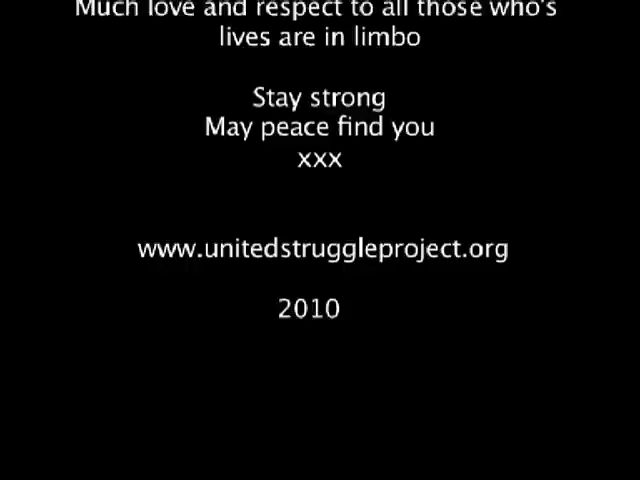 Much love and respect to all those who's
lives are in limbo
Stay strong
May peace find you
xxx
www.unitedstruggleproject.org
2010